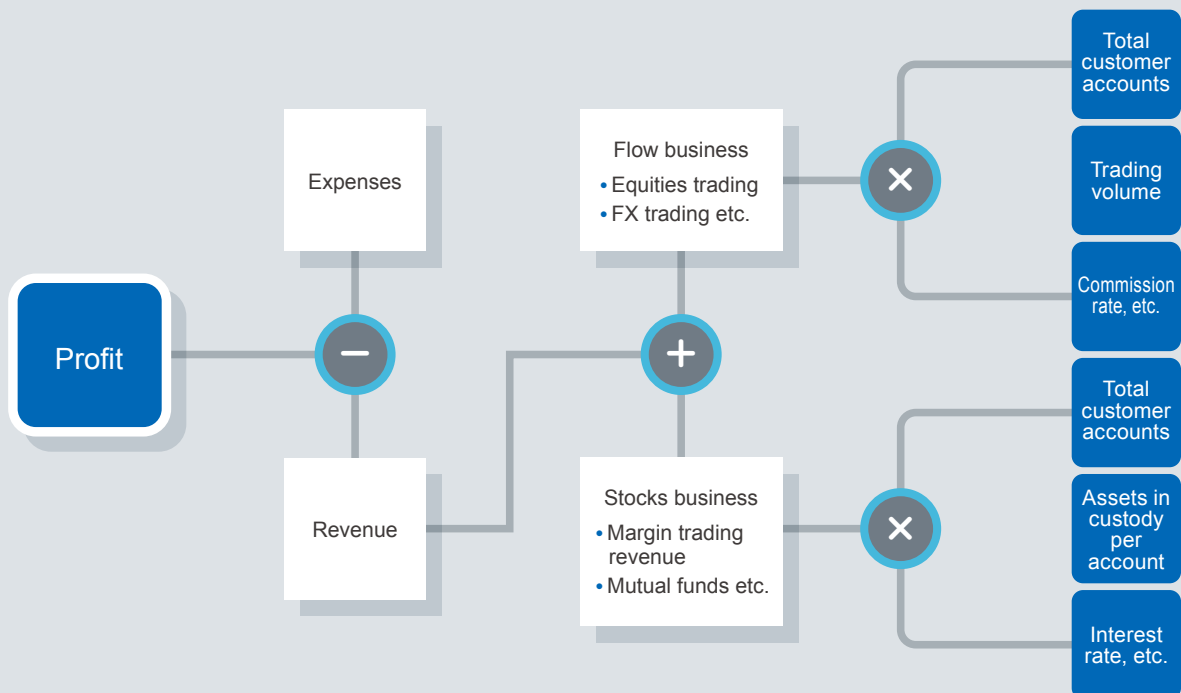 Profit
Expenses
−
Revenue
Flow business
• Equities trading
• FX trading etc.
+
Stocks business
• Margin trading
revenue
• Mutual funds etc.
×
Total
customer
accounts
Trading
volume
Commission
rate, etc.
×
Total
customer
accounts
Assets in
custody
per
account
Interest
rate, etc.